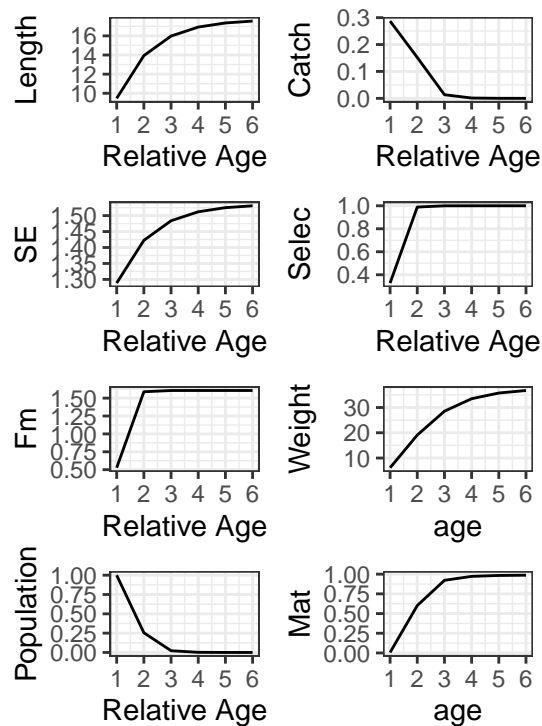 Length
16
14
12
10
1 2 3 4 5 6
Relative Age
Catch
0.3
0.2
0.1
0.0
1 2 3 4 5 6
Relative Age
SE
1.50
1.45
1.40
1.35
1.30
1 2 3 4 5 6
Relative Age
Selec
1.0
0.8
0.6
0.4
1 2 3 4 5 6
Relative Age
Fm
1.50
1.25
1.00
0.75
0.50
1 2 3 4 5 6
Relative Age
Weight
30
20
10
1 2 3 4 5 6
age
Population
1.00
0.75
0.50
0.25
0.00
1 2 3 4 5 6
Relative Age
Mat
1.00
0.75
0.50
0.25
0.00
1 2 3 4 5 6
age